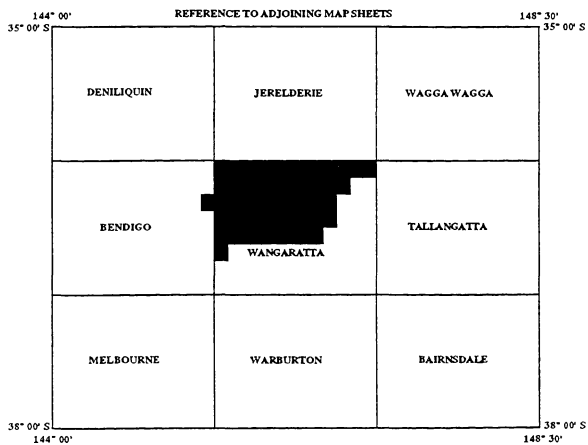 144° 00' REFERENCE TO ADJOINING MAP SHEETS 148° 30'
35° 00' S 35° 00' S
DENILIQUIN JERELDERIE WAGGA WAGGA
BENDIGO TALLANGATTA
WANGARATTA
MELBOURNE WARBURTON BAIRNSDALE
38° 00' S 38° 00' S
144° 00' 148° 30'